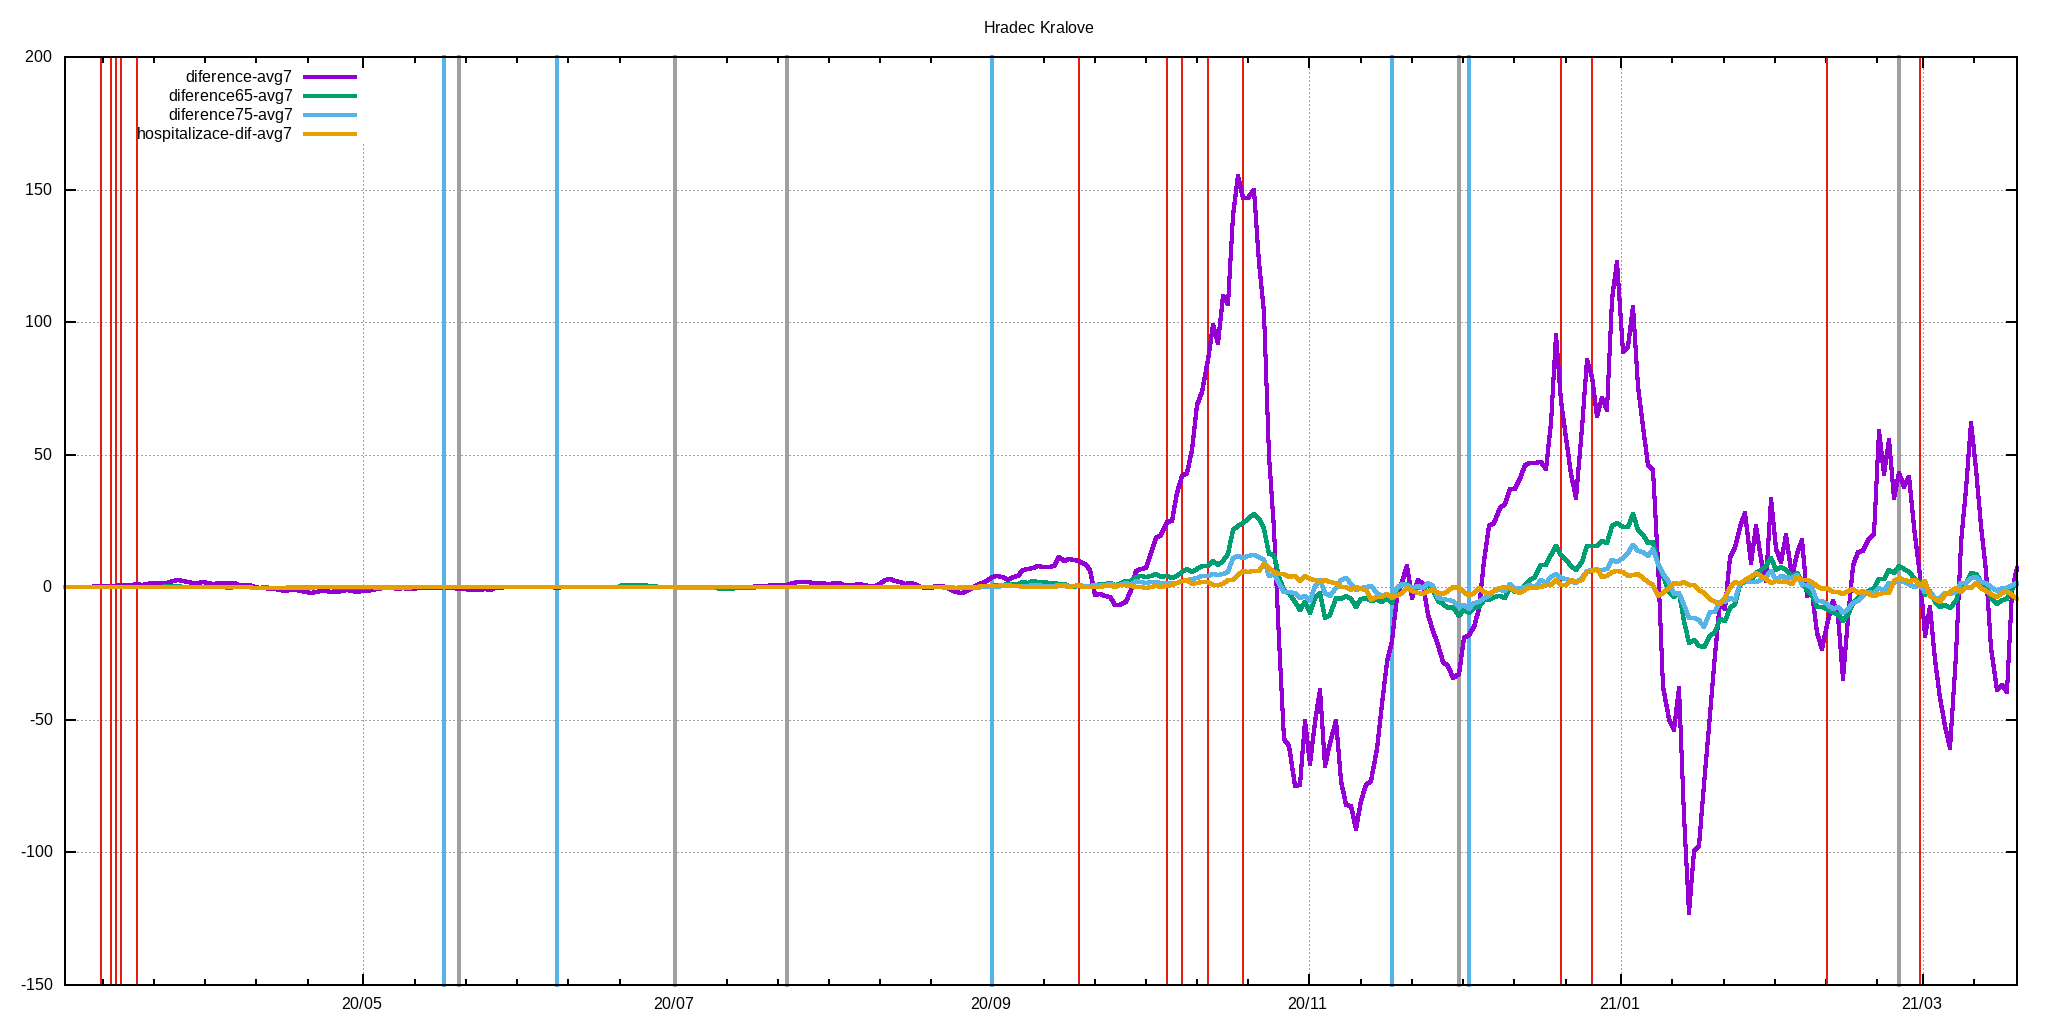 Hradec Kralove
200
150
100
50
0
-50
-100
-150
diference-avg7
diference65-avg7
diference75-avg7
hospitalizace-dif-avg7
20/05
20/07
20/09
20/11
21/01
21/03